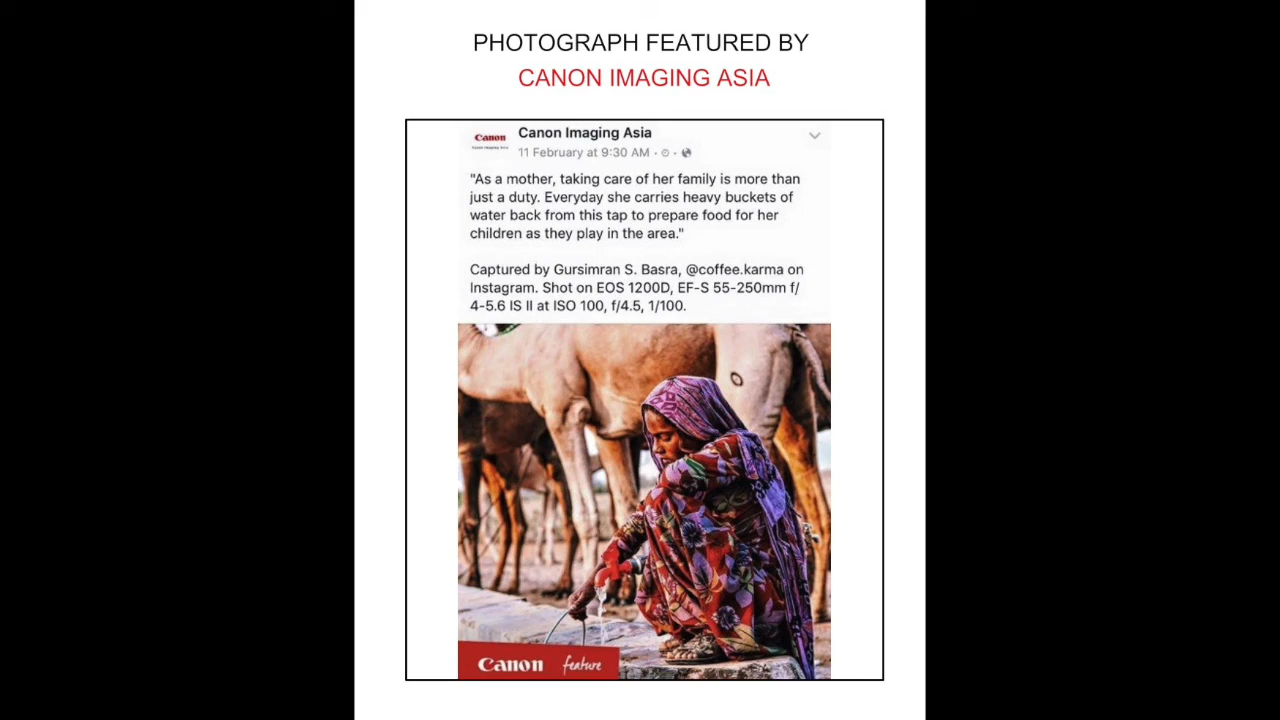 PHOTOGRAPH FEATURED BY
CANON IMAGING ASIA
Canon
Canon Imaging Asia
11 February at 9:30 AM
"As a mother, taking care of her family is more than
just a duty. Everyday she carries heavy buckets of
water back from this tap to prepare food for her
children as they play in the area."
Captured by Gursimran S. Basra, @coffee.karma on
Instagram. Shot on EOS 1200D, EF-S 55-250mm f/
4-5.6 IS II at ISO 100, f/4.5, 1/100.
Canon feature